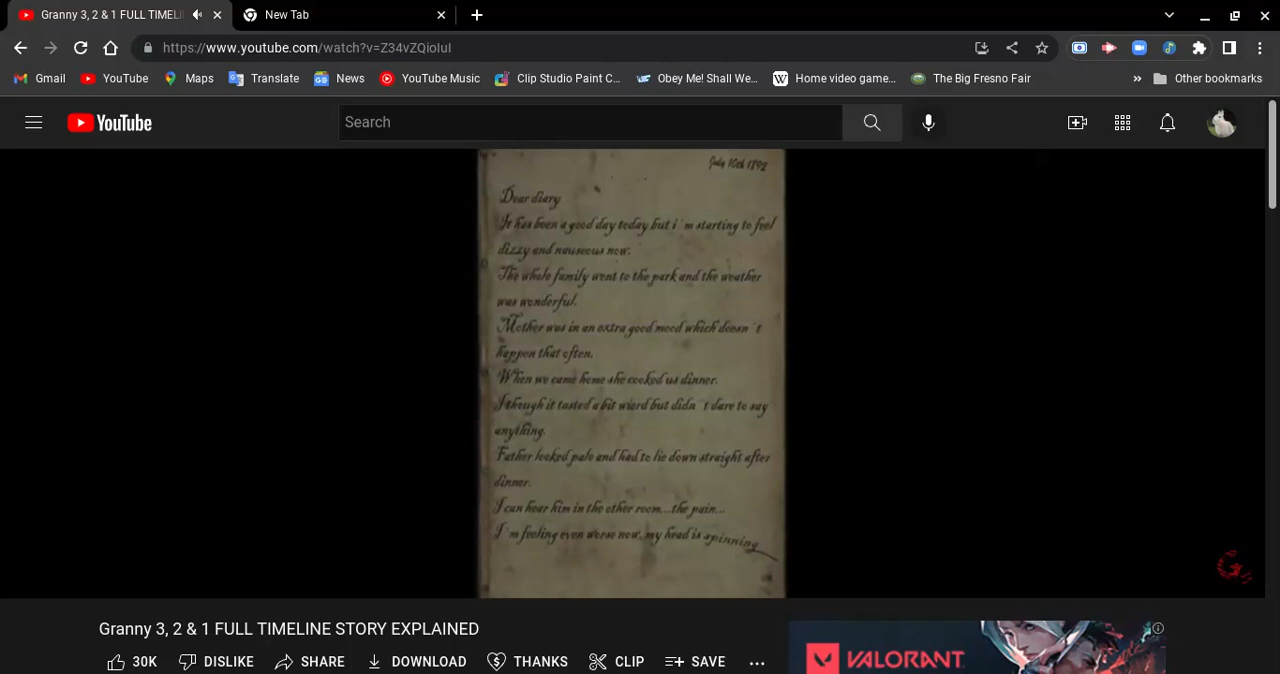 Granny 3, 2 & 1 FULL TIMELI
New Tab
https://www.youtube.com/watch?v=Z34vZQioIuI
Gmail YouTube Maps Translate News YouTube Music Clip Studio Paint C... Obey Me! Shall We... Home video game... The Big Fresno Fair » Other bookmarks
YouTube
Search
July 10th 1892
Dear diary
It has been a good day today but i´m starting to feel
dizzy and nauseous now.
The whole family went to the park and the weather
was wonderful.
Mother was in an extra good mood which doesn´t
happen that often.
When we came home she cooked us dinner.
I though it tasted a bit wierd but didn´t dare to say
anything.
Father looked pale and had to lie down straight after
dinner.
I can hear him in the other room...the pain...
I´m feeling even worse now, my head is spinning
Granny 3, 2 & 1 FULL TIMELINE STORY EXPLAINED
30K DISLIKE SHARE DOWNLOAD THANKS CLIP SAVE ...
VALORANT